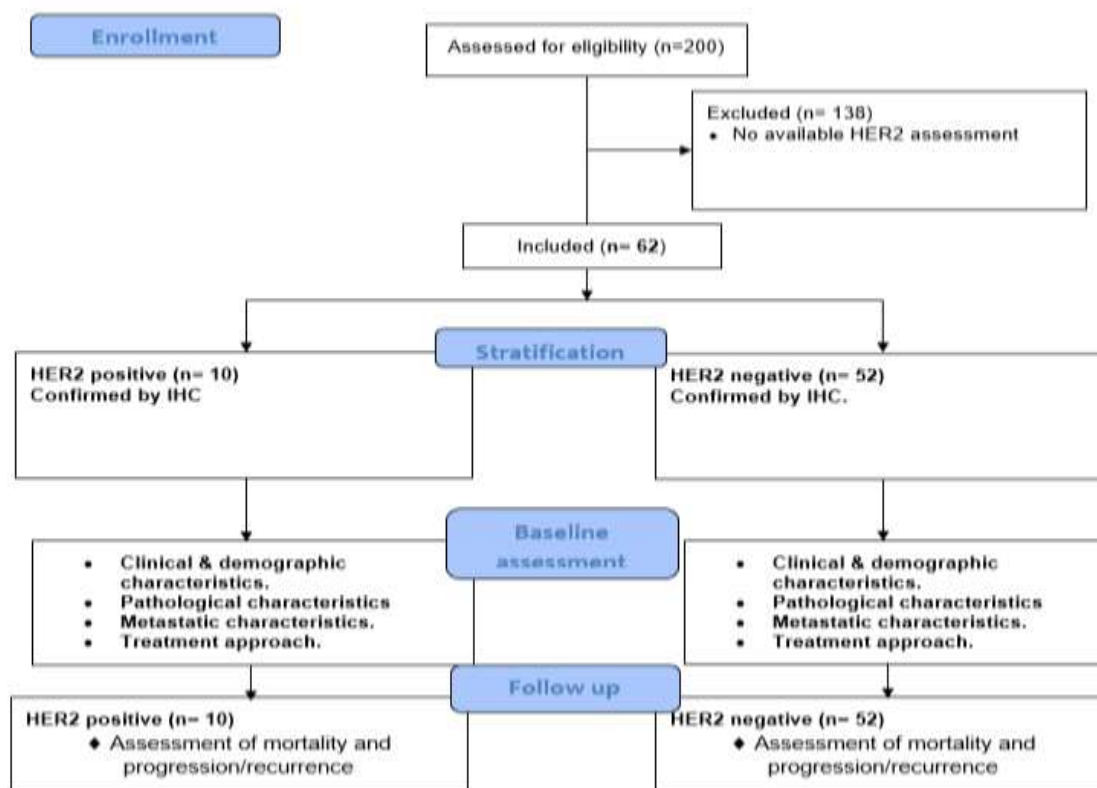 Enrollment
Assessed for eligibility (n=200)
Excluded (n= 138)
• No available HER2 assessment
Included (n= 62)
Stratification
HER2 positive (n= 10)
Confirmed by IHC
HER2 negative (n= 52)
Confirmed by IHC.
Baseline
assessment
• Clinical & demographic
characteristics.
• Pathological characteristics
• Metastatic characteristics.
• Treatment approach.
• Clinical & demographic
characteristics.
• Pathological characteristics
• Metastatic characteristics.
• Treatment approach.
Follow up
HER2 positive (n= 10)
◆ Assessment of mortality and
progression/recurrence
HER2 negative (n= 52)
◆ Assessment of mortality and
progression/recurrence